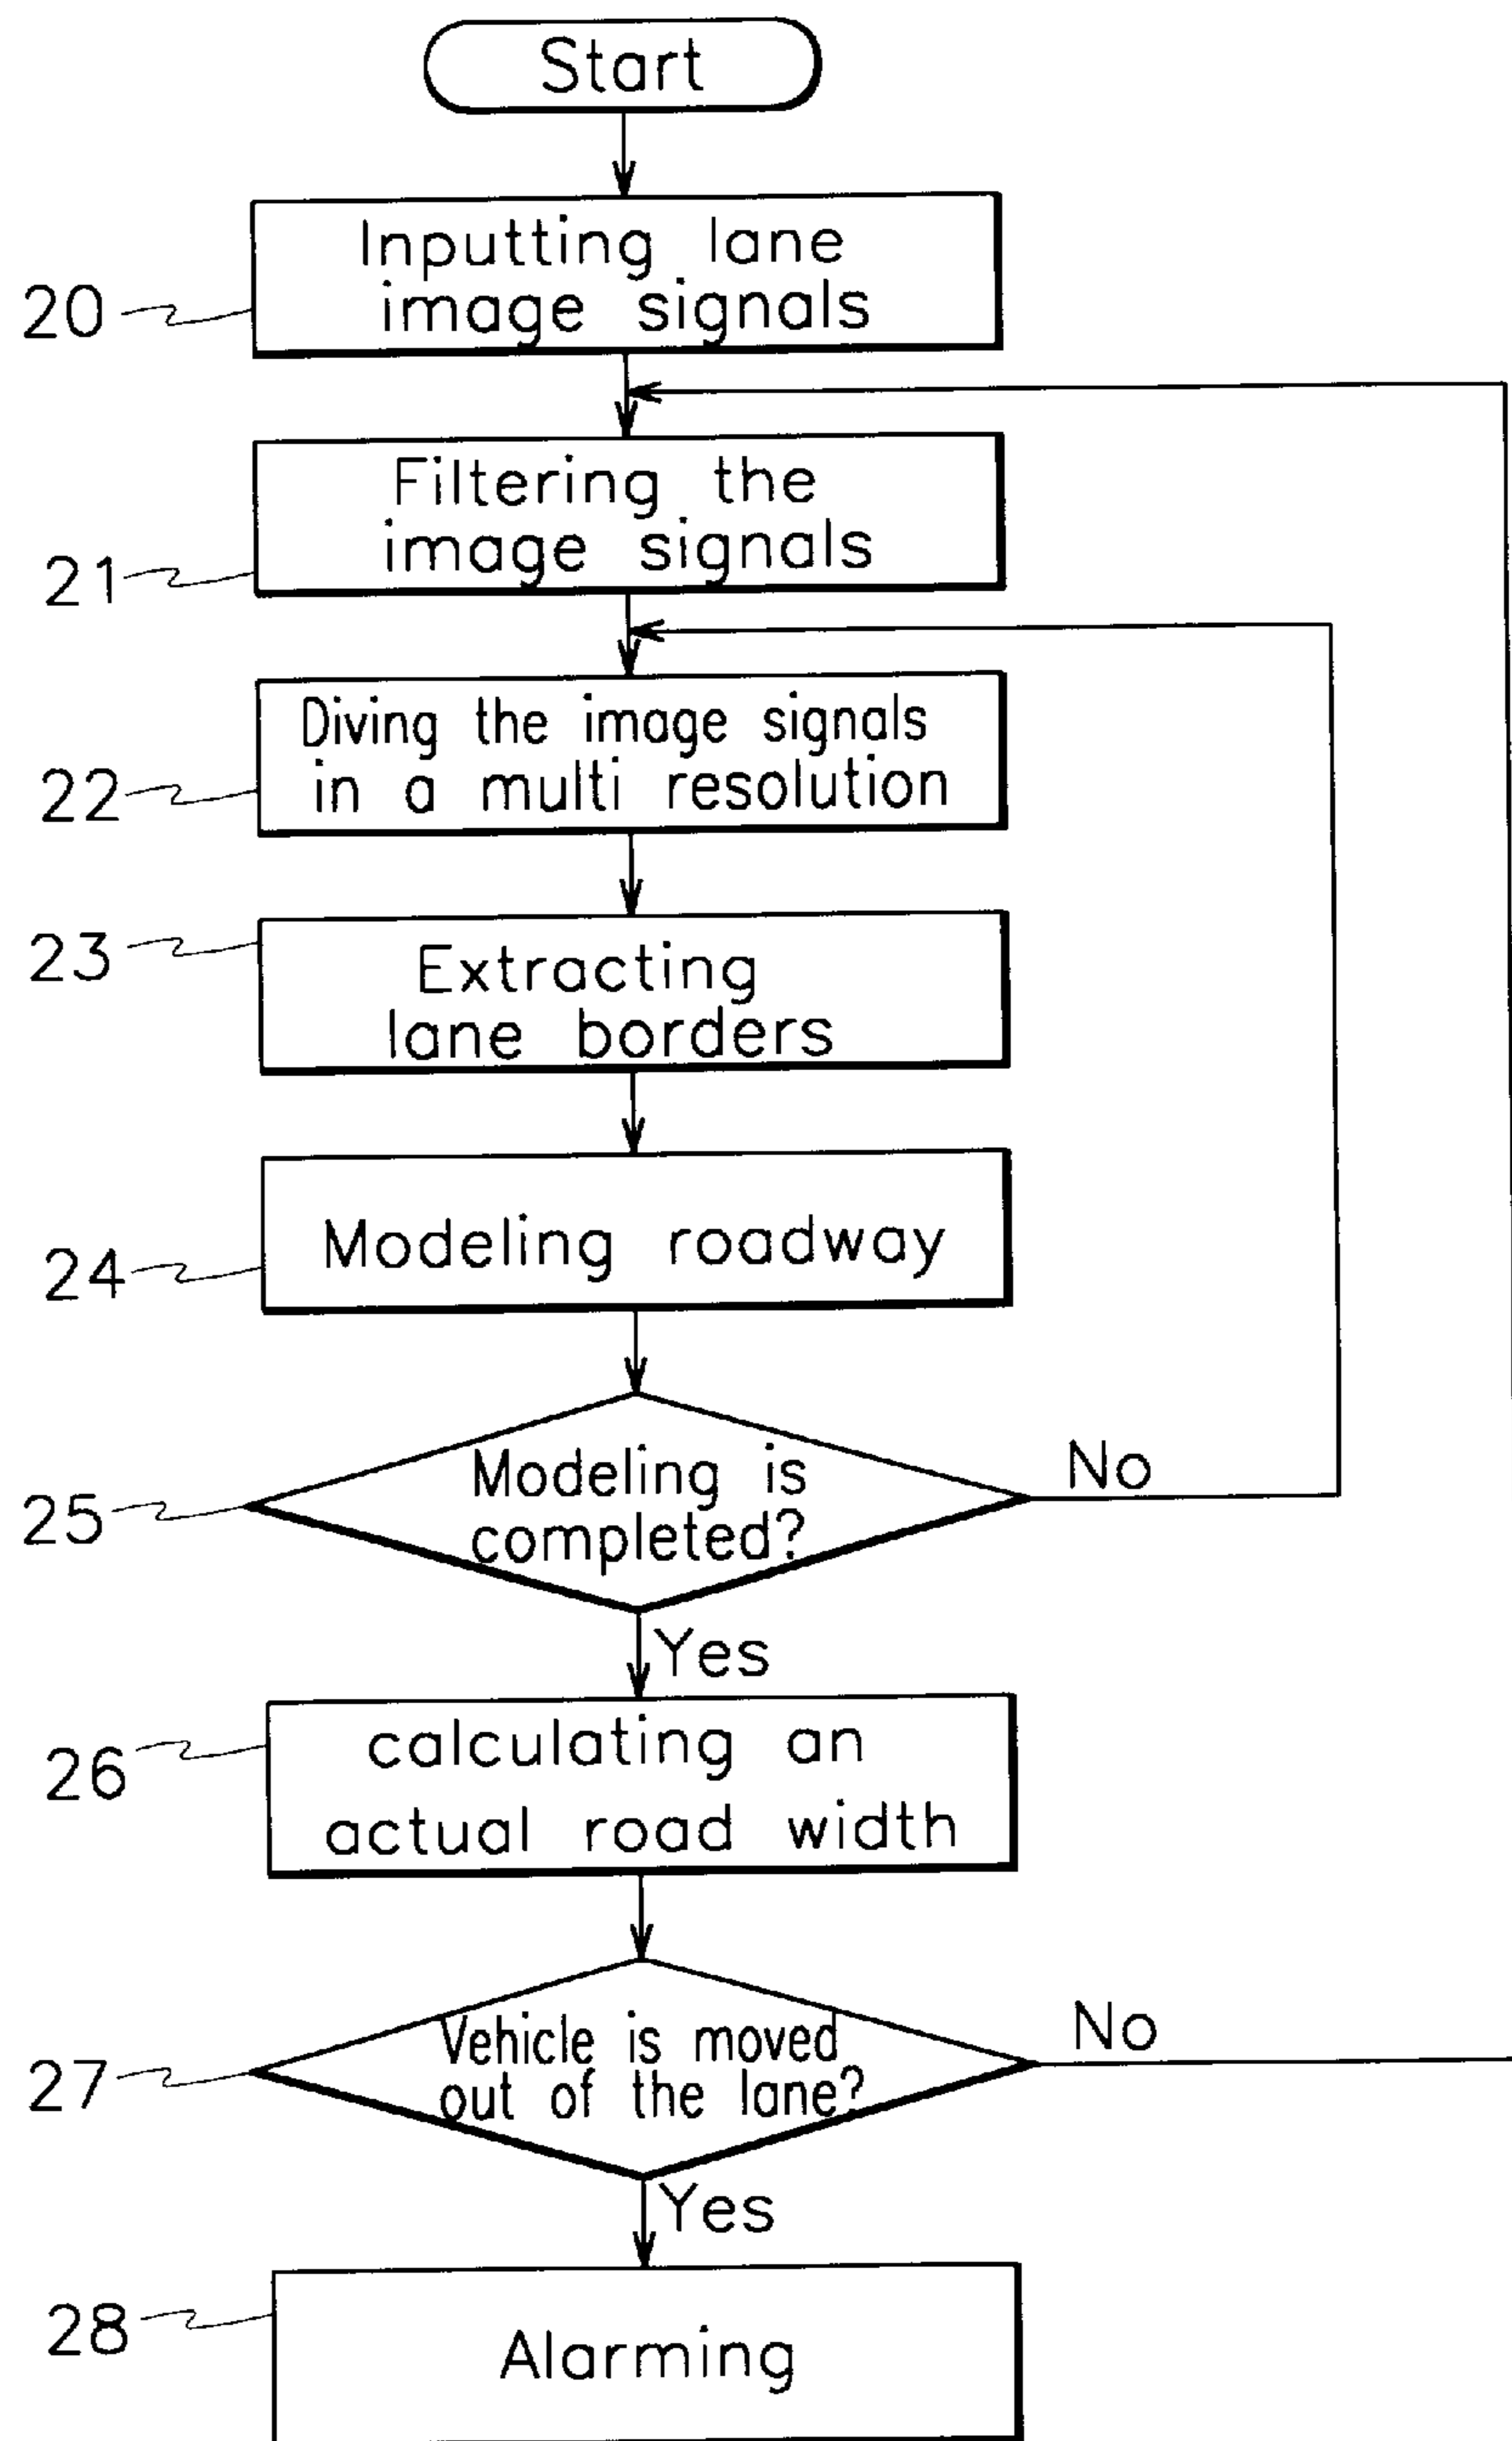 Start
Inputting lane
image signals
20
Filtering the
image signals
21
Diving the image signals
in a multi resolution
22
23
Extracting
lane borders
Modeling roadway
24
Modeling is
completed?
No
25
Yes
calculating an
actual road width
26
Vehicle is moved
out of the lane?
No
27
Yes
28
Alarming